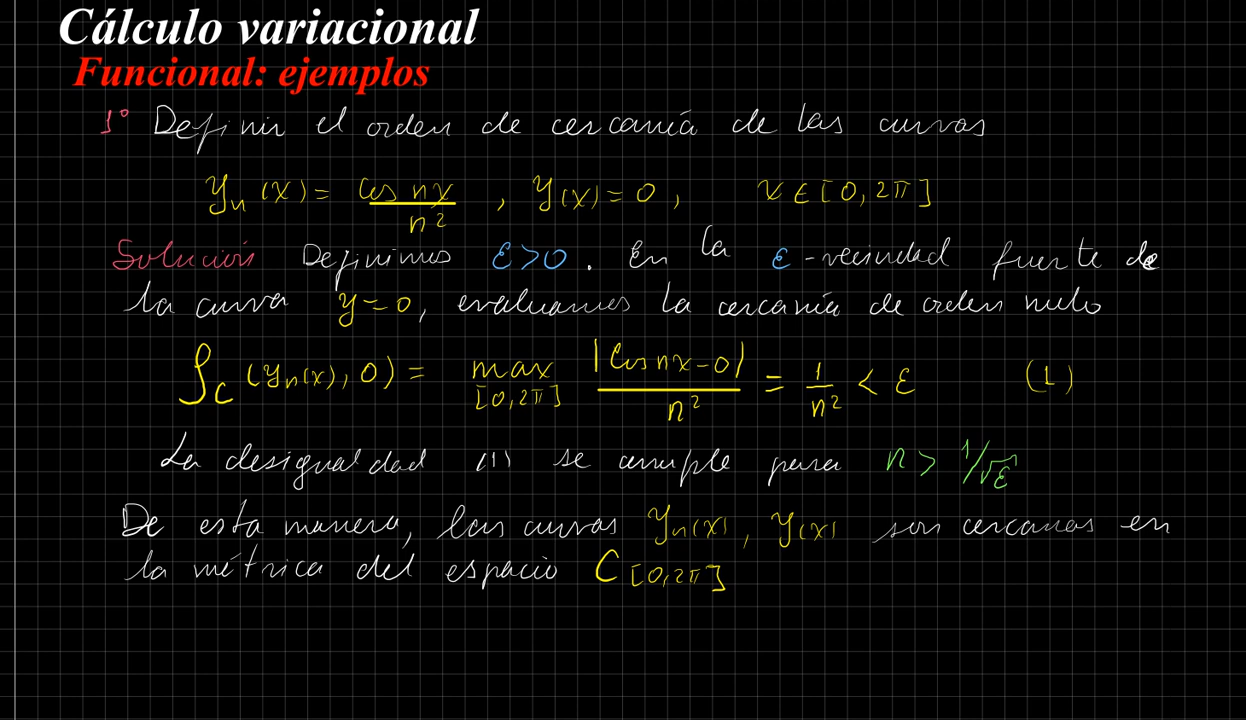 Cálculo variacional
Funcional: ejemplos
1° Definir el orden de cercanía de las curvas
yₙ(x) = cos nx / n² , y(x) = 0 , x ∈ [0, 2π]
Solución Definimos ε > 0 . En la ε-vecindad fuerte de
la curva y = 0, evaluamos la cercanía de orden nulo
ρ_C (yₙ(x), 0) = max_[0, 2π] |cos nx - 0| / n² = 1/n² < ε (1)
La desigualdad (1) se cumple para n > 1/√ε
De esta manera, las curvas yₙ(x), y(x) son cercanas en
la métrica del espacio C [0, 2π]